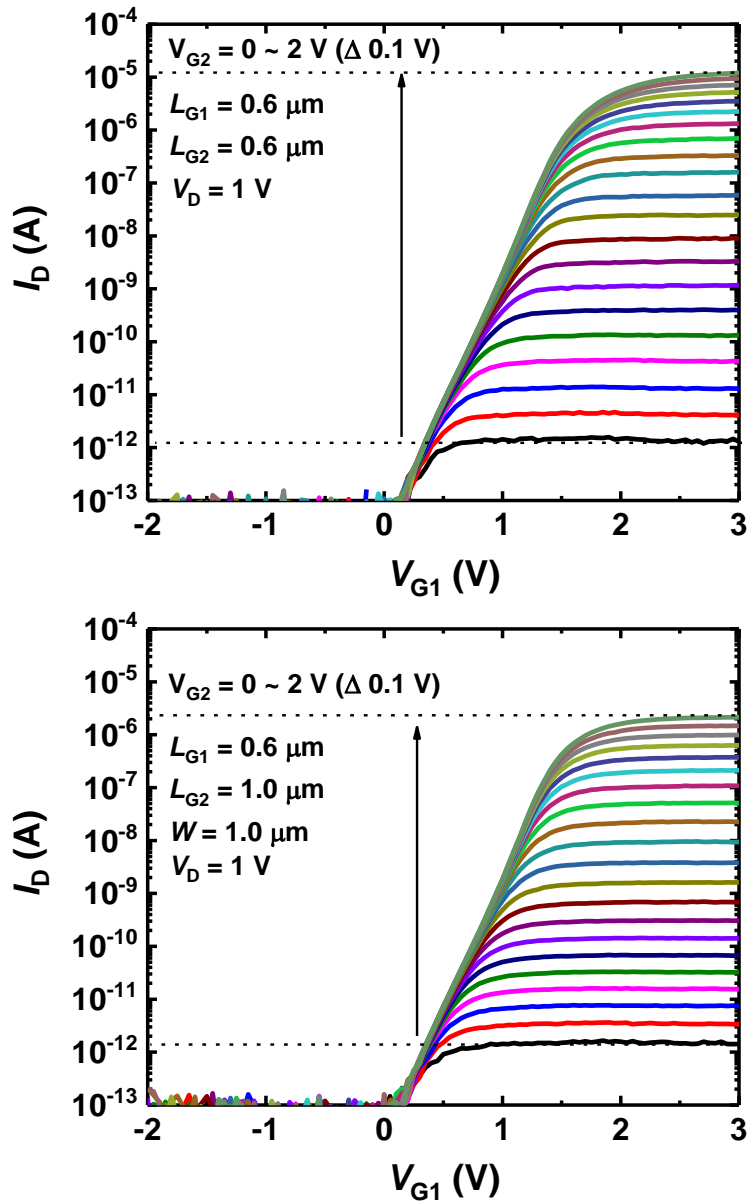 V_G2 = 0 ~ 2 V (Δ 0.1 V)
L_G1 = 0.6 μm
L_G2 = 0.6 μm
V_D = 1 V
I_D (A)
10⁻⁴
10⁻⁵
10⁻⁶
10⁻⁷
10⁻⁸
10⁻⁹
10⁻¹⁰
10⁻¹¹
10⁻¹²
10⁻¹³
-2 -1 0 1 2 3
V_G1 (V)
V_G2 = 0 ~ 2 V (Δ 0.1 V)
L_G1 = 0.6 μm
L_G2 = 1.0 μm
W = 1.0 μm
V_D = 1 V
I_D (A)
10⁻⁴
10⁻⁵
10⁻⁶
10⁻⁷
10⁻⁸
10⁻⁹
10⁻¹⁰
10⁻¹¹
10⁻¹²
10⁻¹³
-2 -1 0 1 2 3
V_G1 (V)